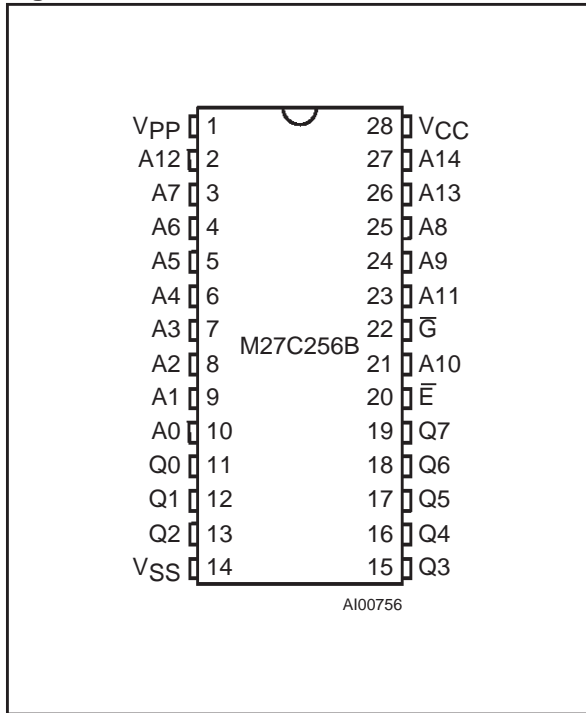 VPP 1 28 VCC
A12 2 27 A14
A7 3 26 A13
A6 4 25 A8
A5 5 24 A9
A4 6 23 A11
A3 7 22 G̅
M27C256B
A2 8 21 A10
A1 9 20 E̅
A0 10 19 Q7
Q0 11 18 Q6
Q1 12 17 Q5
Q2 13 16 Q4
VSS 14 15 Q3
AI00756